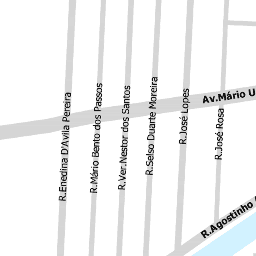 R.Enedina D'Avila Pereira
R.Mário Bento dos Passos
R.Ver.Nestor dos Santos
R.Selso Duarte Moreira
R.José Lopes
R.José Rosa
Av.Mário U
R.Agostinho